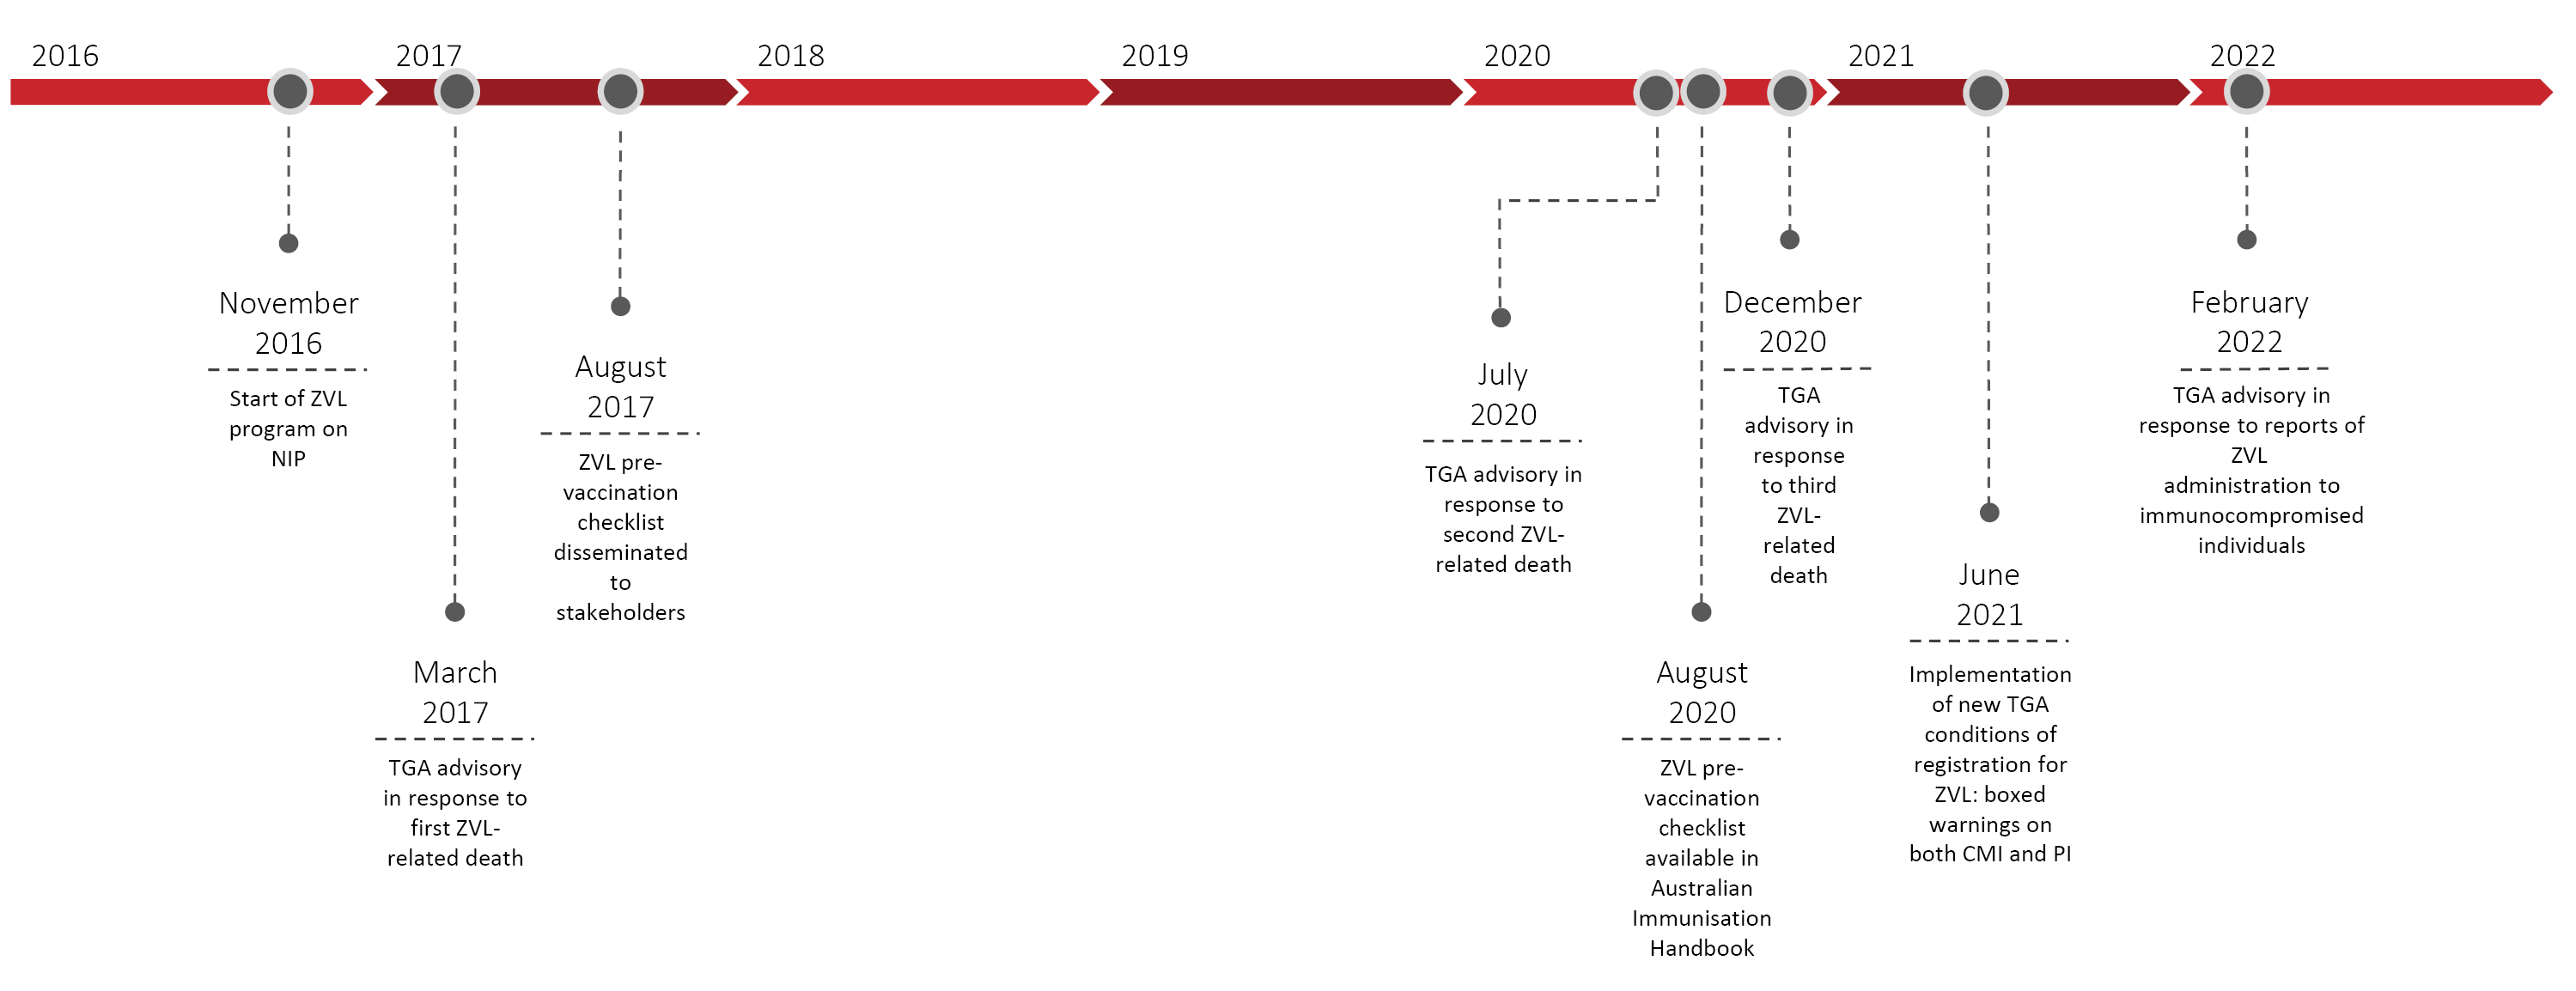 2016
2017
2018
2019
2020
2021
2022
November
2016
Start of ZVL
program on
NIP
March
2017
TGA advisory
in response to
first ZVL-
related death
August
2017
ZVL pre-
vaccination
checklist
disseminated
to
stakeholders
July
2020
TGA advisory in
response to
second ZVL-
related death
August
2020
ZVL pre-
vaccination
checklist
available in
Australian
Immunisation
Handbook
December
2020
TGA
advisory in
response
to third
ZVL-
related
death
June
2021
Implementation
of new TGA
conditions of
registration for
ZVL: boxed
warnings on
both CMI and PI
February
2022
TGA advisory in
response to reports of
ZVL
administration to
immunocompromised
individuals